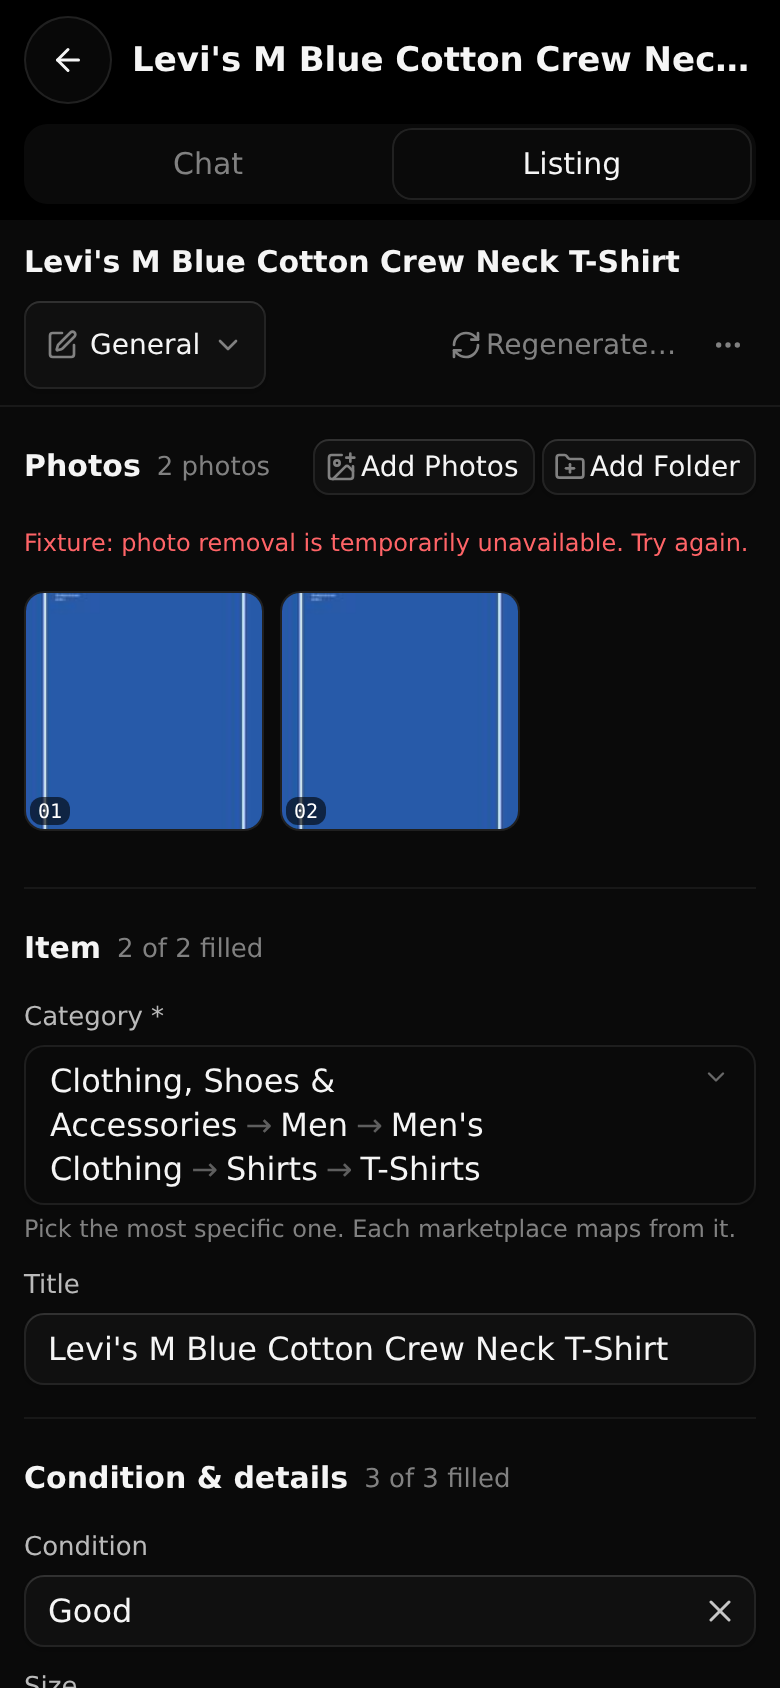 Levi's M Blue Cotton Crew Nec...
Chat
Listing
Levi's M Blue Cotton Crew Neck T-Shirt
General
Regenerate...
Photos 2 photos
Add Photos
Add Folder
Fixture: photo removal is temporarily unavailable. Try again.
01
02
Item 2 of 2 filled
Category *
Clothing, Shoes &
Accessories → Men → Men's
Clothing → Shirts → T-Shirts
Pick the most specific one. Each marketplace maps from it.
Title
Levi's M Blue Cotton Crew Neck T-Shirt
Condition & details 3 of 3 filled
Condition
Good
Size